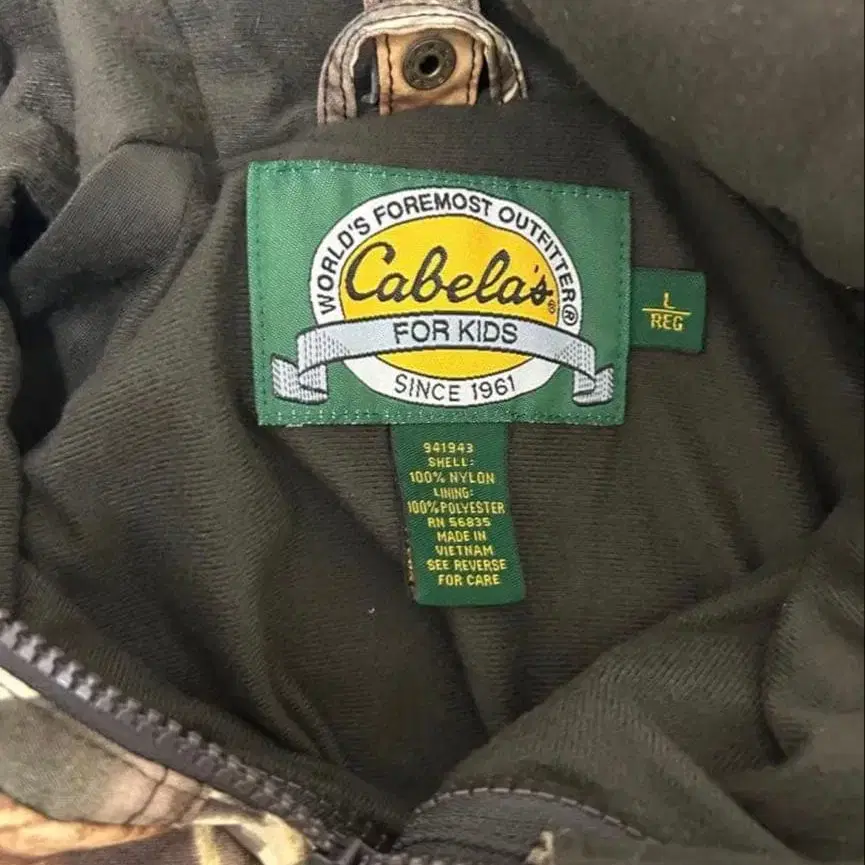 WORLD'S FOREMOST OUTFITTER®
Cabela's®
FOR KIDS
SINCE 1961
L
REG
941943
SHELL:
100% NYLON
LINING:
100% POLYESTER
RN 56835
MADE IN
VIETNAM
SEE REVERSE
FOR CARE